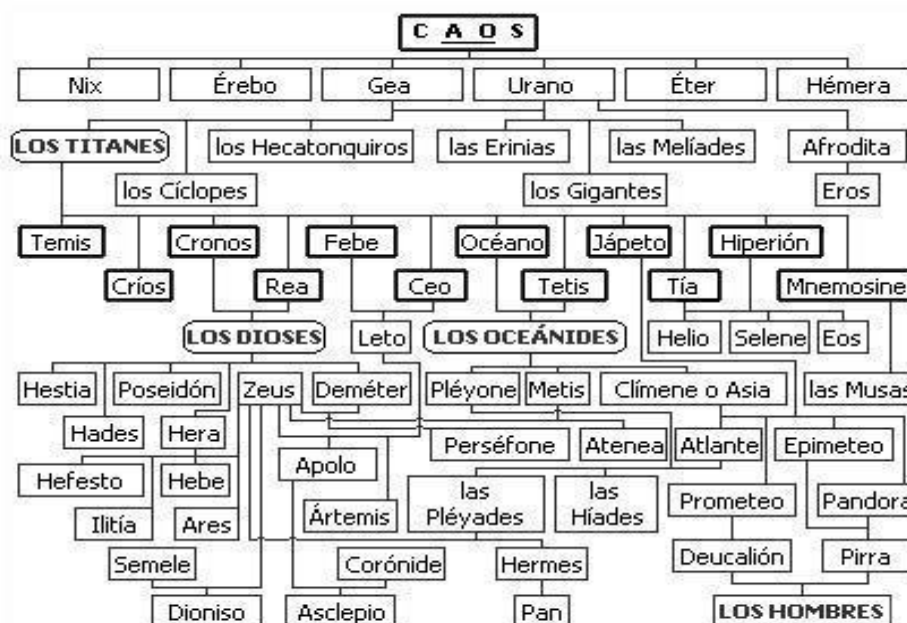 CAOS
Nix
Érebo
Gea
Urano
Éter
Hémera
LOS TITANES
los Hecatonquiros
las Erinias
las Melíades
Afrodita
los Cíclopes
los Gigantes
Eros
Temis
Cronos
Febe
Océano
Jápeto
Hiperión
Críos
Rea
Ceo
Tetis
Tía
Mnemosine
LOS DIOSES
Leto
LOS OCEÁNIDES
Helio
Selene
Eos
Hestia
Poseidón
Zeus
Deméter
Pléyone
Metis
Clímene o Asia
las Musas
Hades
Hera
Perséfone
Atenea
Atlante
Epimeteo
Hefesto
Hebe
Apolo
las
Pléyades
las
Híades
Prometeo
Pandora
Ilitía
Ares
Ártemis
Semele
Corónide
Hermes
Deucalión
Pirra
Dioniso
Asclepio
Pan
LOS HOMBRES